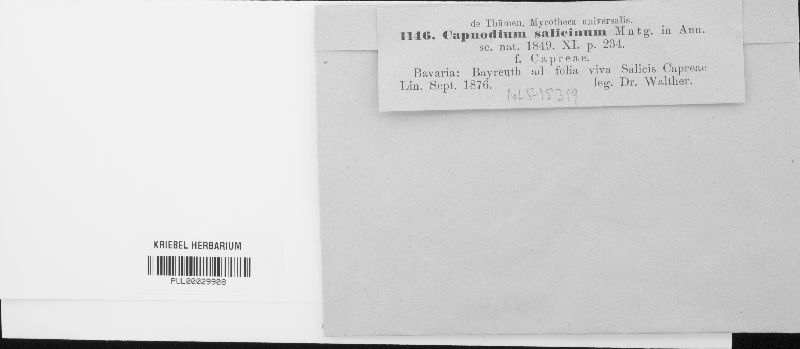 de Thümen, Mycotheca universalis.
1146. Capnodium salicinum Mntg. in Ann.
sc. nat. 1849. XI. p. 234.
f. Capreae.
Bavaria: Bayreuth ad folia viva Salicis Capreae
Lin. Sept. 1876. leg. Dr. Walther.
KRIEBEL HERBARIUM
PUL00029908